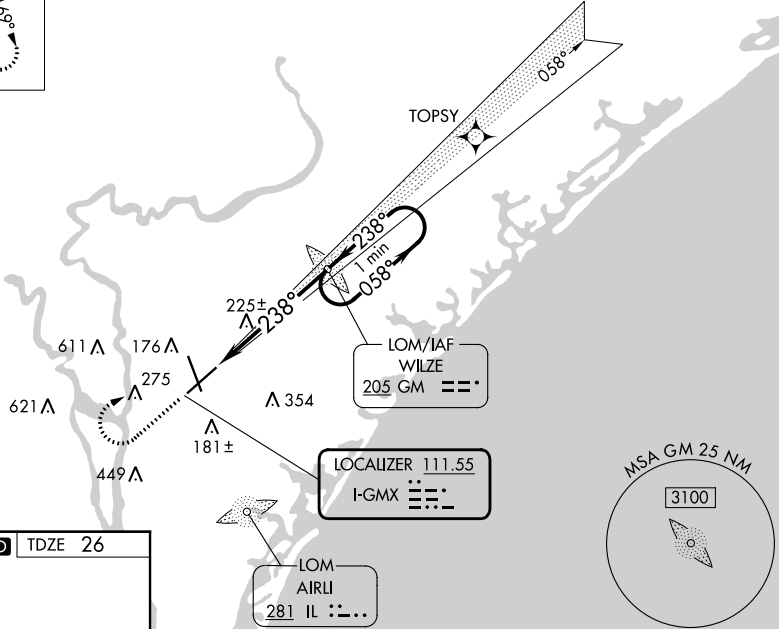 69°
058°
TOPSY
238°
1 min
058°
225±
238°
611
176
275
621
354
181±
449
LOM/IAF
WILZE
205 GM
LOCALIZER 111.55
I-GMX
MSA GM 25 NM
3100
LOM
AIRLI
281 IL
D TDZE 26